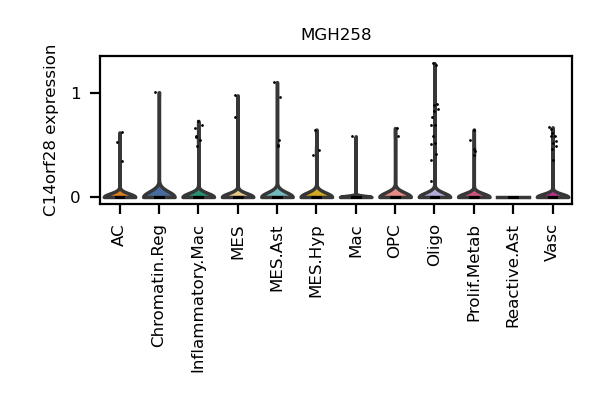 MGH258
C14orf28 expression
1
0
AC
Chromatin.Reg
Inflammatory.Mac
MES
MES.Ast
MES.Hyp
Mac
OPC
Oligo
Prolif.Metab
Reactive.Ast
Vasc